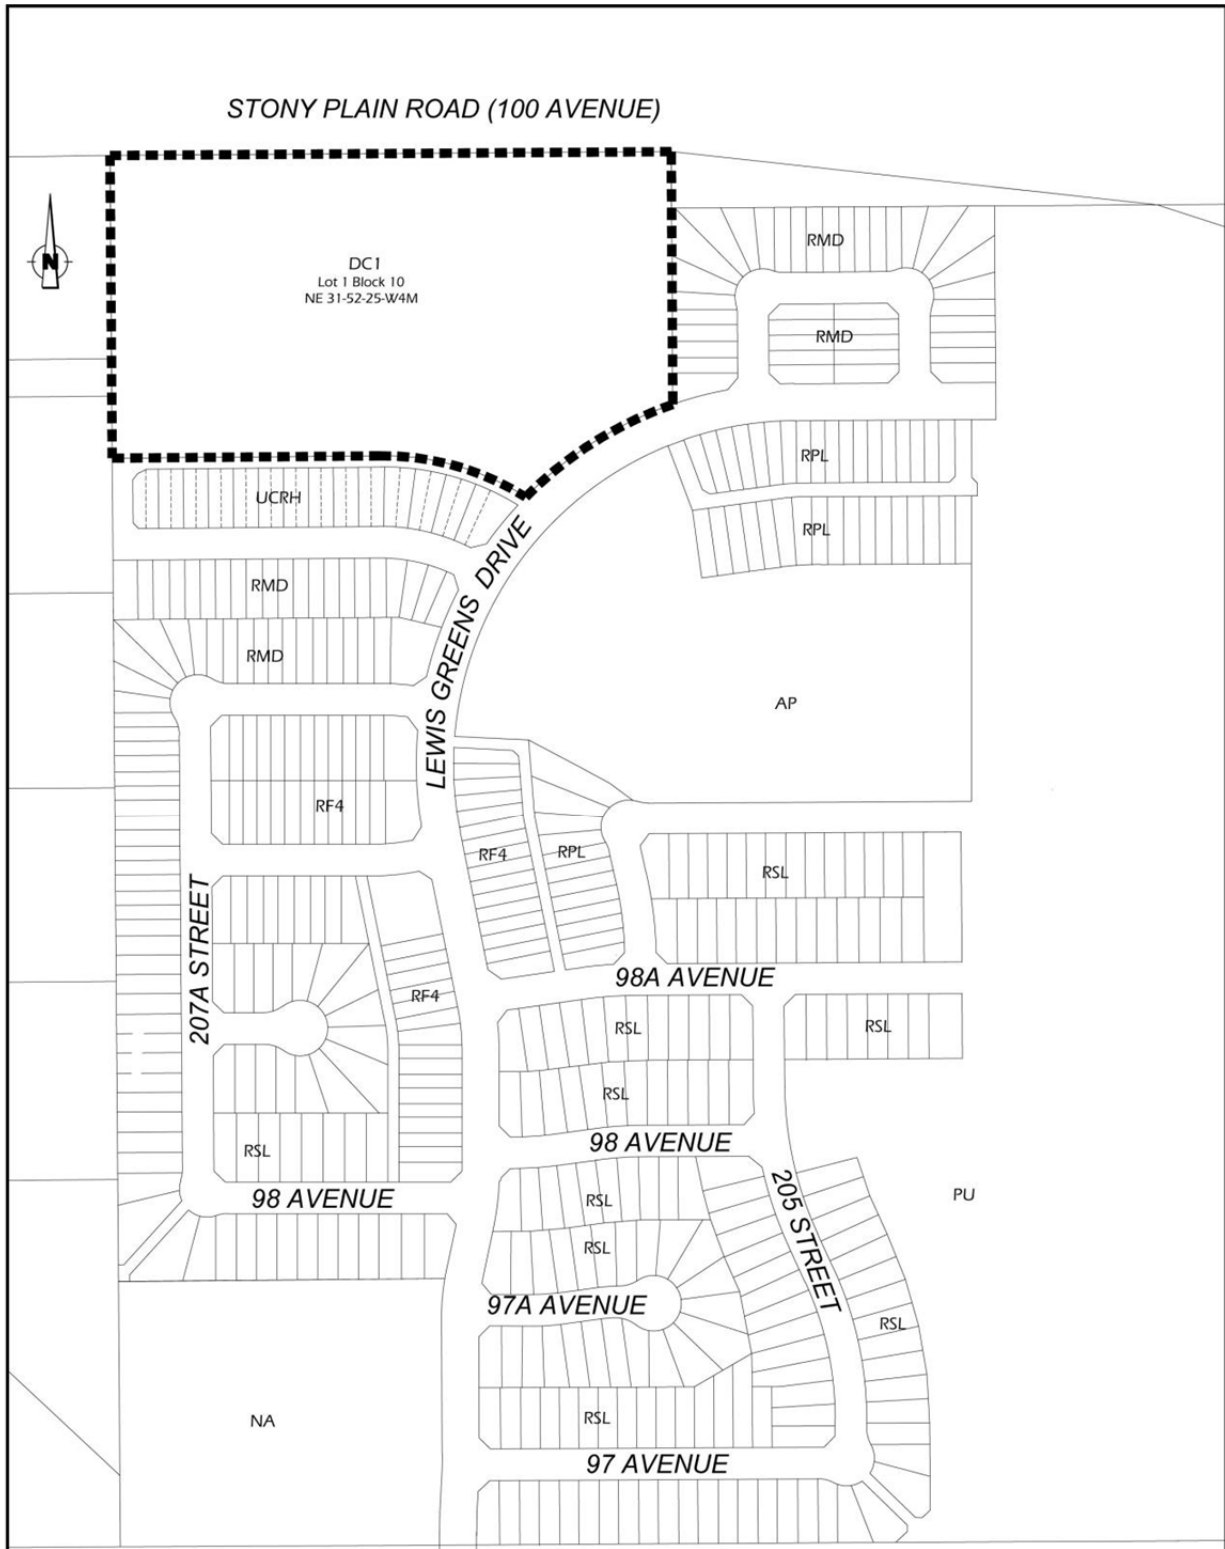 STONY PLAIN ROAD (100 AVENUE)
N
DC1
Lot 1 Block 10
NE 31-52-25-W4M
RMD
RMD
RPL
UCRH
RPL
LEWIS GREENS DRIVE
RMD
RMD
AP
RF4
RF4
RPL
RSL
207A STREET
98A AVENUE
RF4
RSL
RSL
RSL
98 AVENUE
RSL
205 STREET
98 AVENUE
RSL
PU
RSL
97A AVENUE
RSL
NA
RSL
97 AVENUE